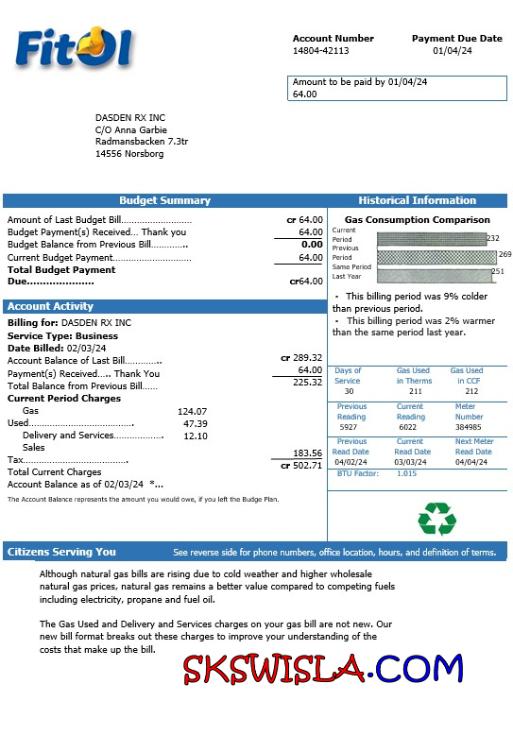 FitOl
Account Number Payment Due Date
14804-42113 01/04/24
Amount to be paid by 01/04/24
64.00
DASDEN RX INC
C/O Anna Garbie
Radmansbacken 7.3tr
14556 Norsborg
Budget Summary
Amount of Last Budget Bill........................... cr 64.00
Budget Payment(s) Received... Thank you 64.00
Budget Balance from Previous Bill............. 0.00
Current Budget Payment............................. 64.00
Total Budget Payment
Due..................... cr64.00
Account Activity
Billing for: DASDEN RX INC
Service Type: Business
Date Billed: 02/03/24
Account Balance of Last Bill............. cr 289.32
Payment(s) Received..... Thank You 64.00
Total Balance from Previous Bill...... 225.32
Current Period Charges
Gas 124.07
Used................................. 47.39
Delivery and Services................... 12.10
Sales
Tax................................... 183.56
Total Current Charges cr 502.71
Account Balance as of 02/03/24 *...
The Account Balance represents the amount you would owe, if you left the Budge Plan.
Historical Information
Gas Consumption Comparison
Current
Period 232
Previous
Period 269
Same Period
Last Year 251
- This billing period was 9% colder
than previous period.
- This billing period was 2% warmer
than the same period last year.
Days of Gas Used Gas Used
Service in Therms in CCF
30 211 212
Previous Current Meter
Reading Reading Number
5927 6022 384985
Previous Current Next Meter
Read Date Read Date Read Date
04/02/24 03/03/24 04/04/24
BTU Factor: 1.015
Citizens Serving You See reverse side for phone numbers, office location, hours, and definition of terms.
Although natural gas bills are rising due to cold weather and higher wholesale
natural gas prices, natural gas remains a better value compared to competing fuels
including electricity, propane and fuel oil.
The Gas Used and Delivery and Services charges on your gas bill are not new. Our
new bill format breaks out these charges to improve your understanding of the
costs that make up the bill.
SKSWISLA.COM